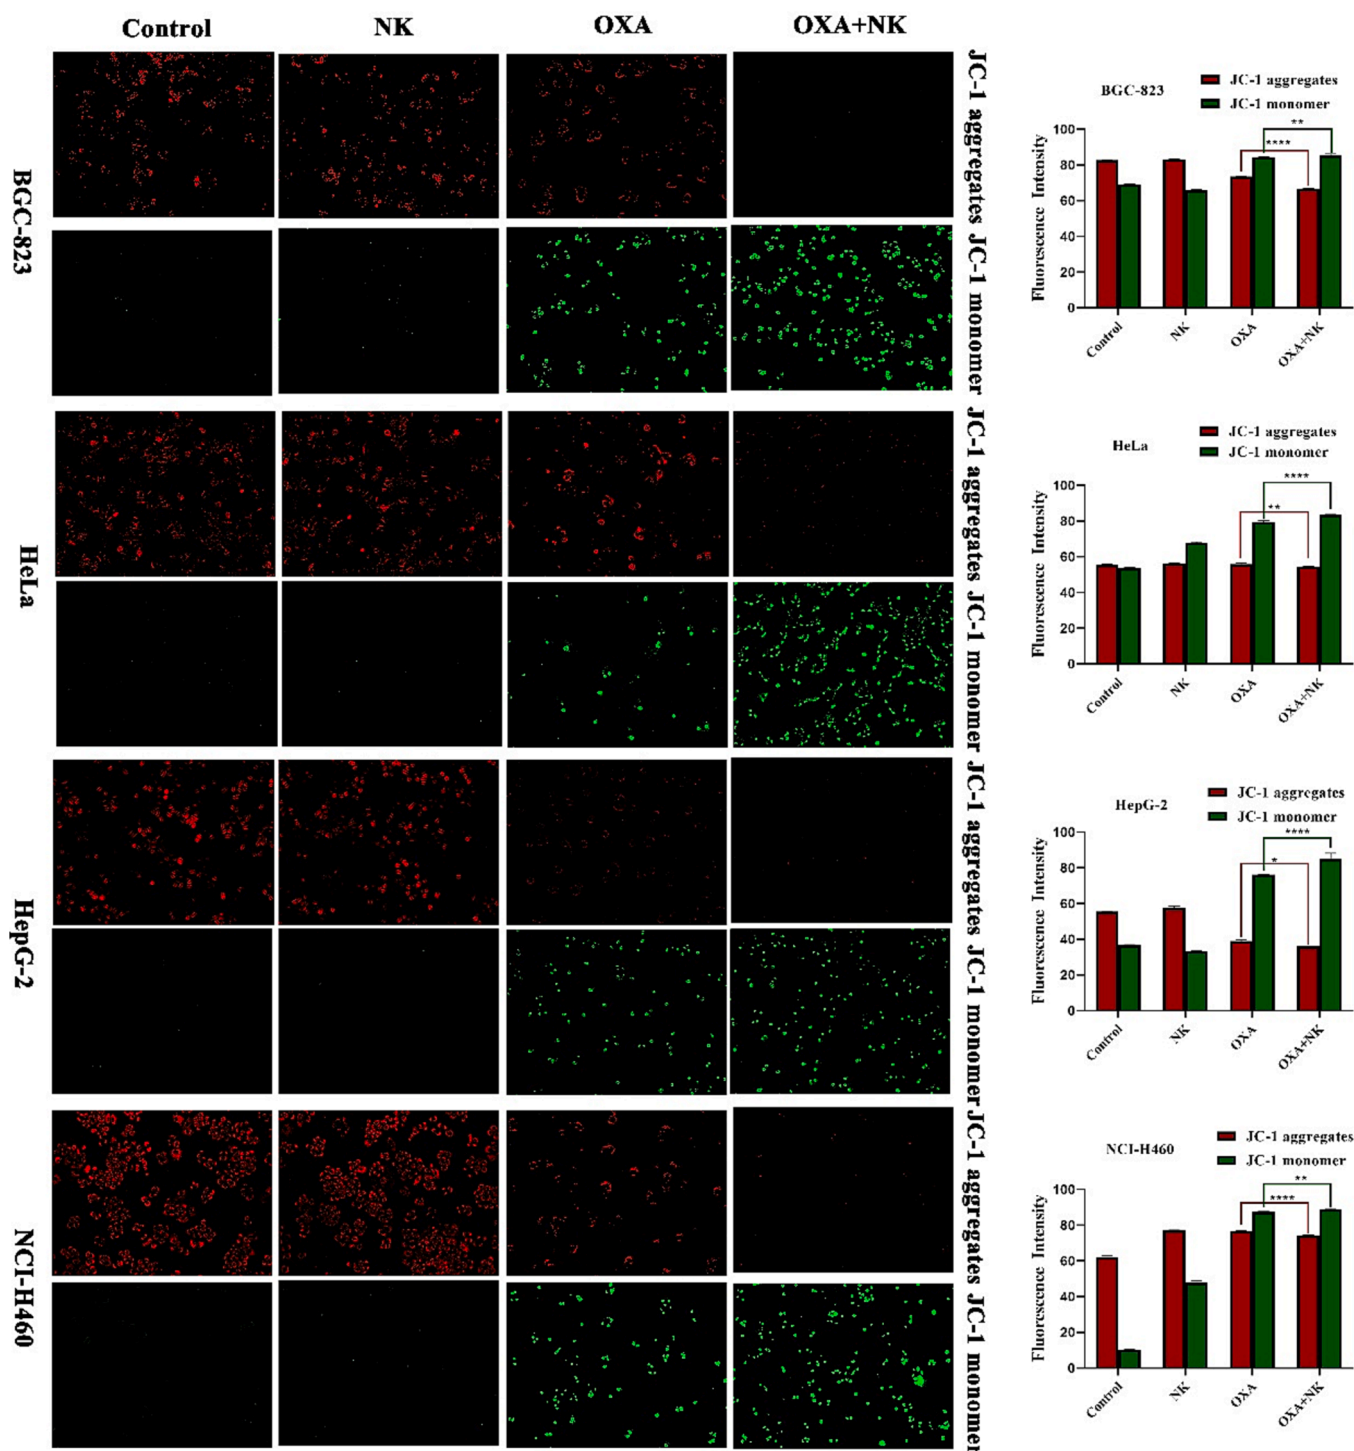 Control NK OXA OXA+NK
BGC-823
JC-1 aggregates JC-1 monomer
HeLa
JC-1 aggregates JC-1 monomer
HepG-2
JC-1 aggregates JC-1 monomer
NCI-H460
JC-1 aggregates JC-1 monomer
BGC-823
JC-1 aggregates
JC-1 monomer
Fluorescence Intensity
100
80
60
40
20
0
**
****
Control NK OXA OXA+NK
HeLa
JC-1 aggregates
JC-1 monomer
Fluorescence Intensity
100
80
60
40
20
0
****
**
Control NK OXA OXA+NK
HepG-2
JC-1 aggregates
JC-1 monomer
Fluorescence Intensity
100
80
60
40
20
0
****
*
Control NK OXA OXA+NK
NCI-H460
JC-1 aggregates
JC-1 monomer
Fluorescence Intensity
100
80
60
40
20
0
**
****
Control NK OXA OXA+NK